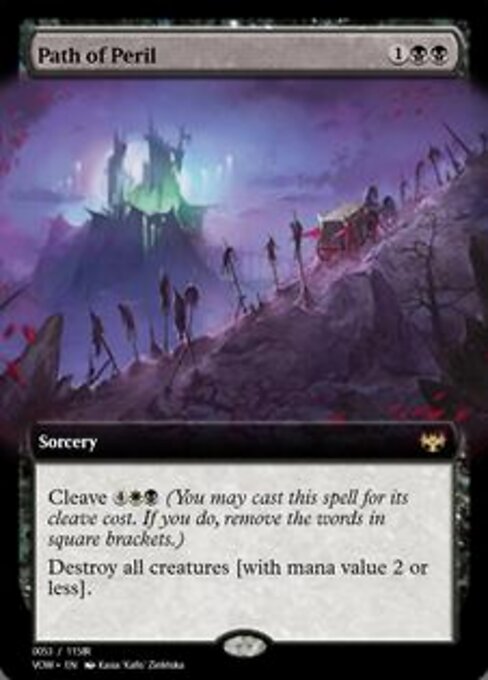 Path of Peril 1
Sorcery
Cleave 4 (You may cast this spell for its
cleave cost. If you do, remove the words in
square brackets.)
Destroy all creatures [with mana value 2 or
less].
VOW • EN Kasia 'Kafis' Zielińska